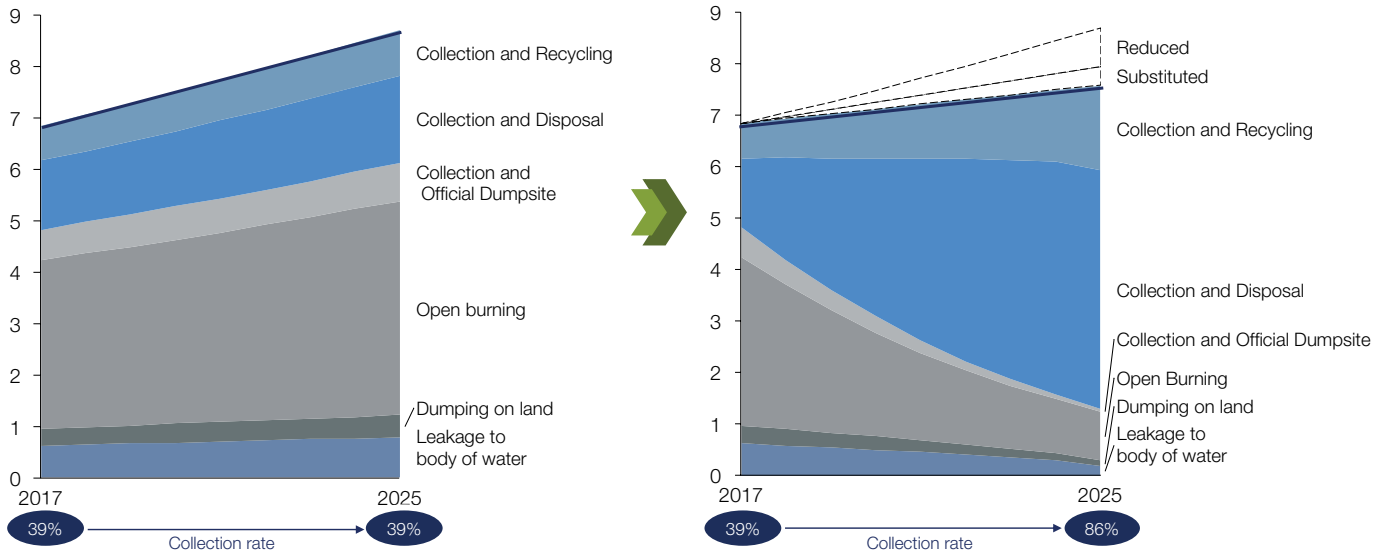 9
8
7
6
5
4
3
2
1
0
Collection and Recycling
Collection and Disposal
Collection and
Official Dumpsite
Open burning
Dumping on land
Leakage to
body of water
2017
2025
39%
39%
Collection rate
9
8
7
6
5
4
3
2
1
0
Reduced
Substituted
Collection and Recycling
Collection and Disposal
Collection and Official Dumpsite
Open Burning
Dumping on land
Leakage to
body of water
2017
2025
39%
86%
Collection rate